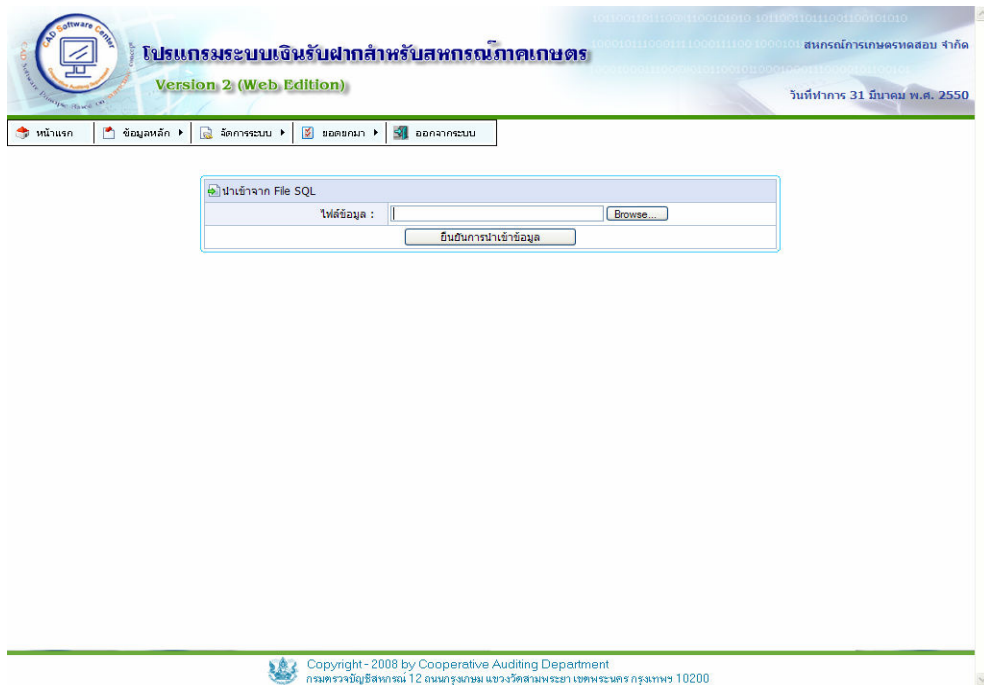 โปรแกรมระบบเงินรับฝากสำหรับสหกรณ์ภาคเกษตร
Version 2 (Web Edition)
สหกรณ์การเกษตรทดสอบ จำกัด
วันที่ทำการ 31 มีนาคม พ.ศ. 2550
CAD Software Center
หน้าแรก
ข้อมูลหลัก
จัดการระบบ
ยอดยกมา
ออกจากระบบ
นำเข้าจาก File SQL
ไฟล์ข้อมูล :
Browse...
ยืนยันการนำเข้าข้อมูล
Copyright - 2008 by Cooperative Auditing Department
กรมตรวจบัญชีสหกรณ์ 12 ถนนกรุงเกษม แขวงวัดสามพระยา เขตพระนคร กรุงเทพฯ 10200